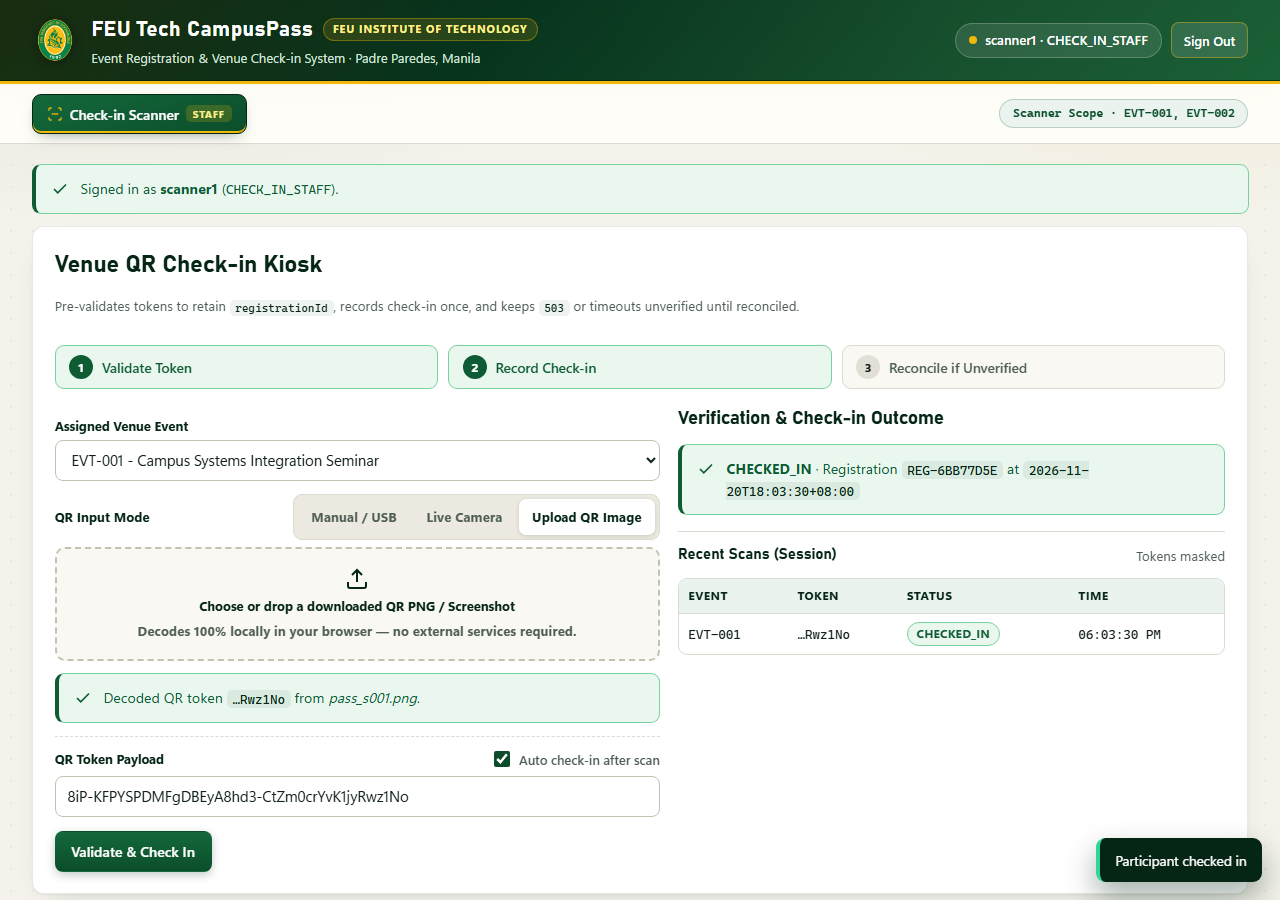 FEU Tech CampusPass
FEU INSTITUTE OF TECHNOLOGY
Event Registration & Venue Check-in System · Padre Paredes, Manila
scanner1 · CHECK_IN_STAFF
Sign Out
Check-in Scanner
STAFF
Scanner Scope · EVT-001, EVT-002
Signed in as scanner1 (CHECK_IN_STAFF).
Venue QR Check-in Kiosk
Pre-validates tokens to retain registrationId, records check-in once, and keeps 503 or timeouts unverified until reconciled.
1 Validate Token
2 Record Check-in
3 Reconcile if Unverified
Assigned Venue Event
EVT-001 - Campus Systems Integration Seminar
QR Input Mode
Manual / USB
Live Camera
Upload QR Image
Choose or drop a downloaded QR PNG / Screenshot
Decodes 100% locally in your browser — no external services required.
Decoded QR token …Rwz1No from pass_s001.png.
QR Token Payload
Auto check-in after scan
8iP-KFPYSPDMFgDBEyA8hd3-CtZm0crYvK1jyRwz1No
Validate & Check In
Verification & Check-in Outcome
CHECKED_IN · Registration REG-6BB77D5E at 2026-11-
20T18:03:30+08:00
Recent Scans (Session)
Tokens masked
EVENT TOKEN STATUS TIME
EVT-001 …Rwz1No CHECKED_IN 06:03:30 PM
Participant checked in